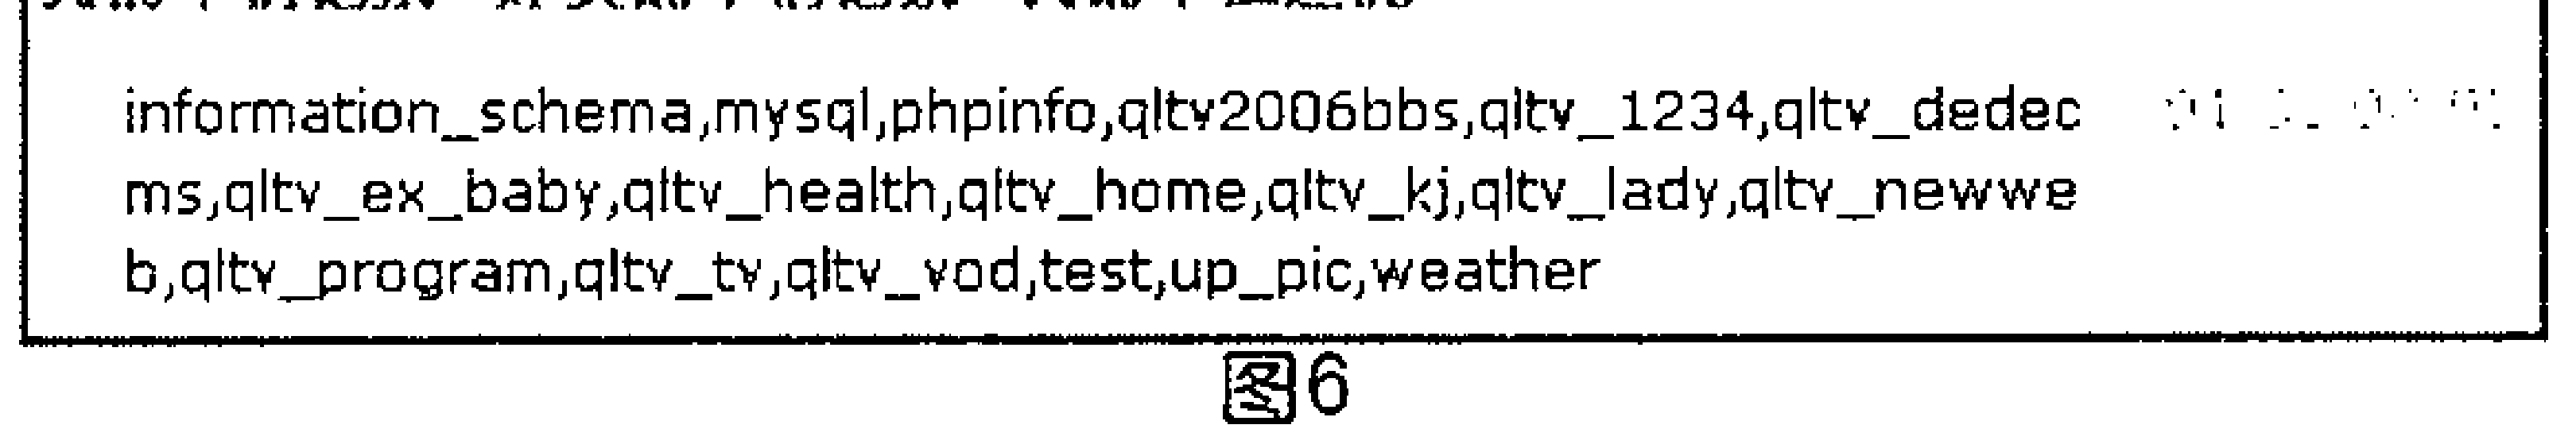 information_schema,mysql,phpinfo,qltv2006bbs,qltv_1234,qltv_dedec
ms,qltv_ex_baby,qltv_health,qltv_home,qltv_kj,qltv_lady,qltv_newwe
b,qltv_program,qltv_tv,qltv_vod,test,up_pic,weather
图6